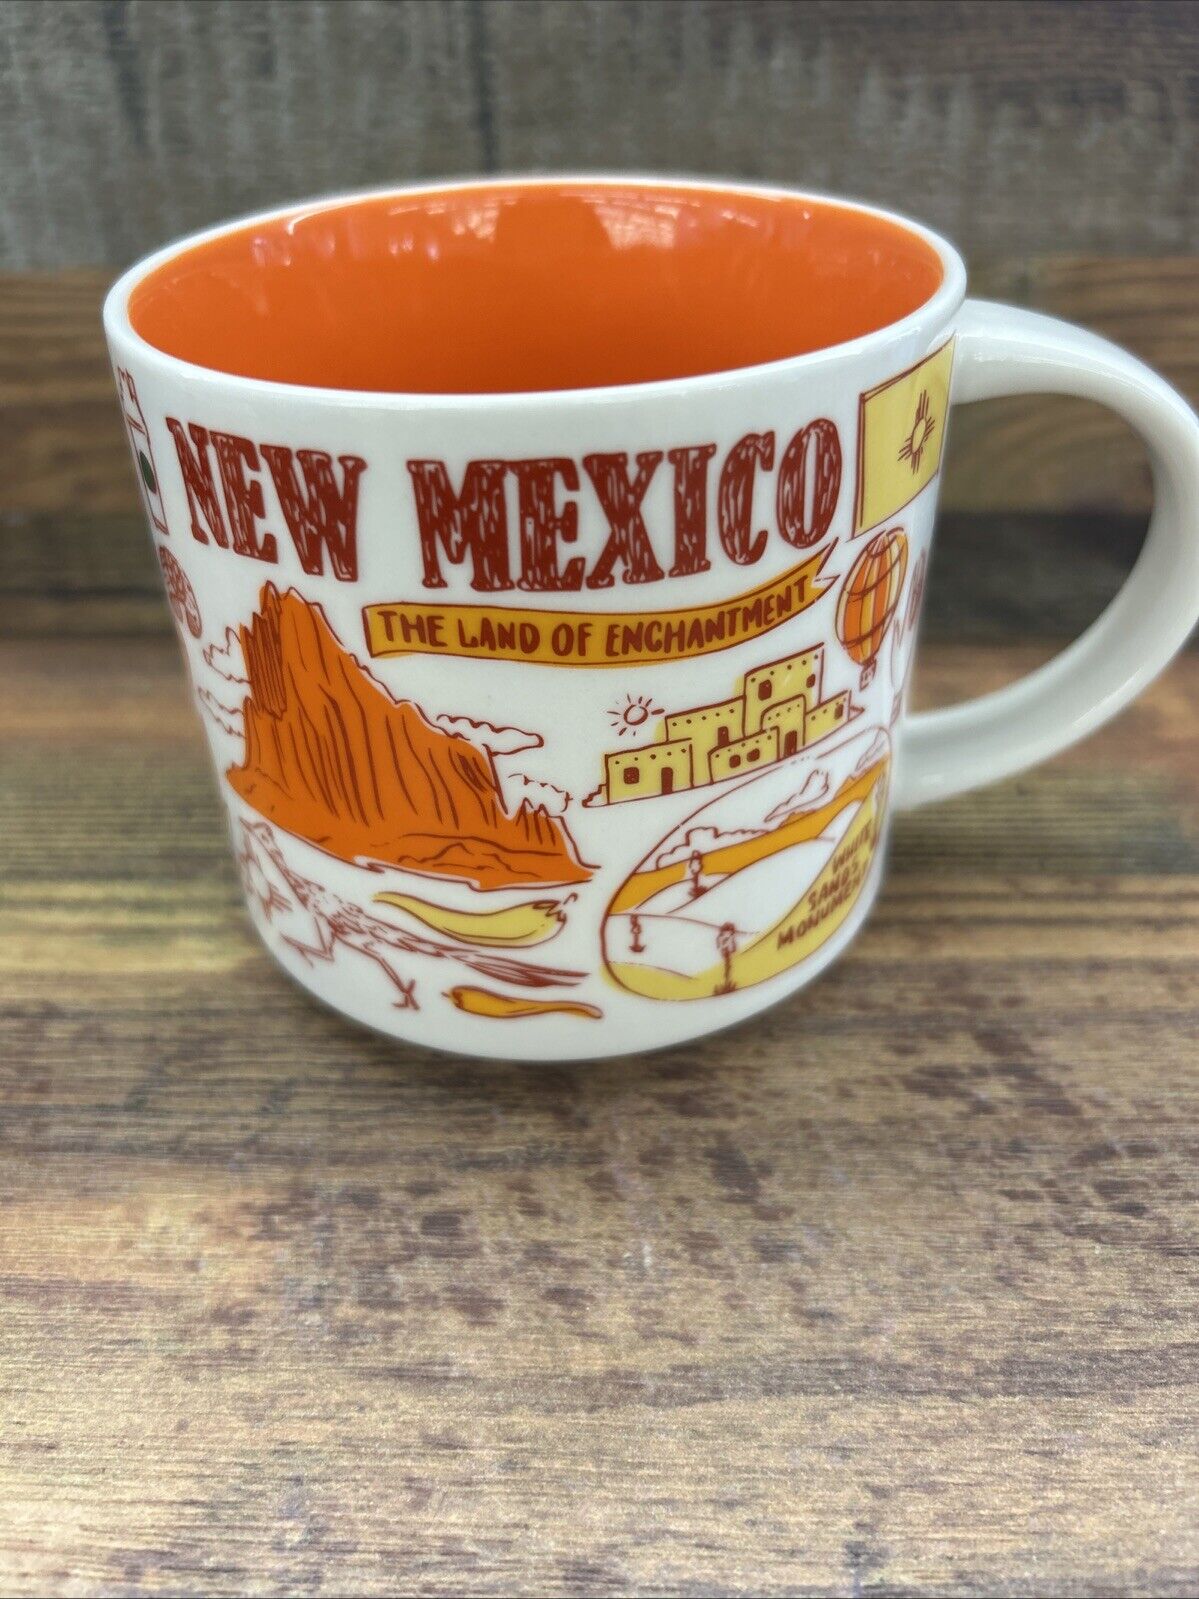 NEW MEXICO
THE LAND OF ENCHANTMENT
WHITE
SANDS
MONUMENT